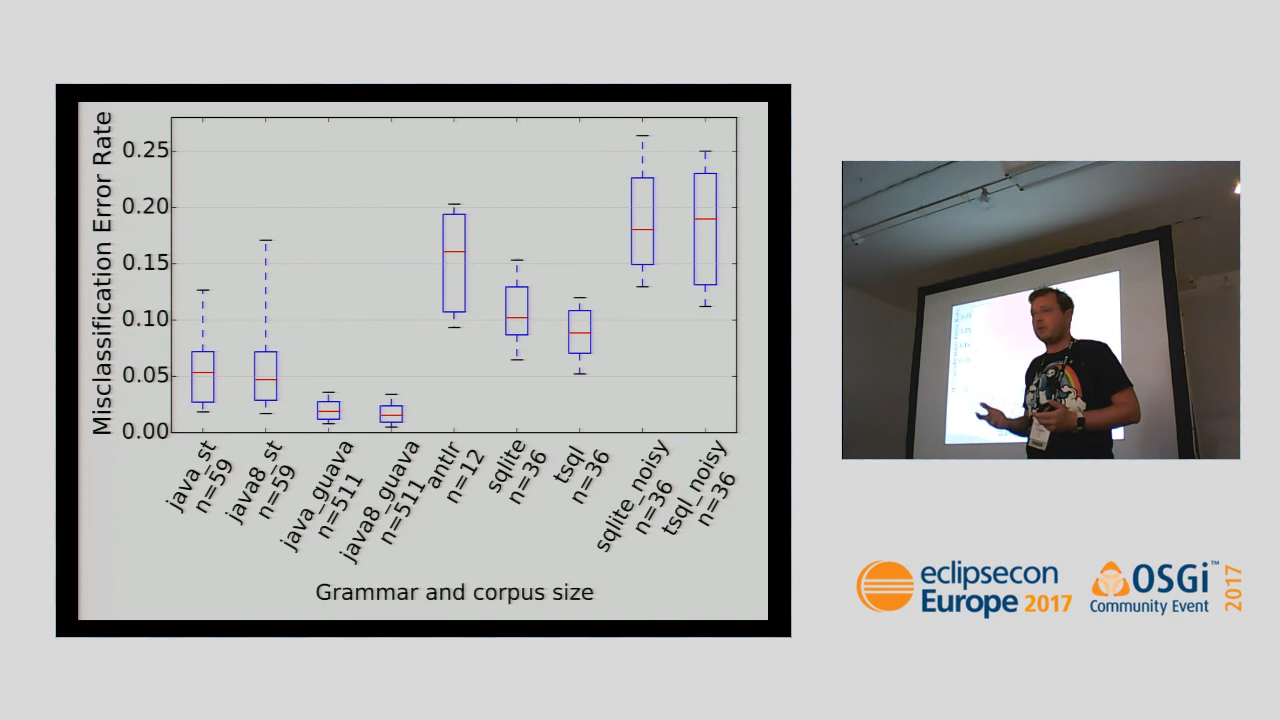 Misclassification Error Rate
0.25
0.20
0.15
0.10
0.05
0.00
java_st
n=59
java8_st
n=59
java_guava
n=511
java8_guava
n=511
antlr
n=12
sqlite
n=36
tsql
n=36
sqlite_noisy
n=36
tsql_noisy
n=36
Grammar and corpus size
eclipsecon
Europe 2017
OSGi™
Community Event
2017